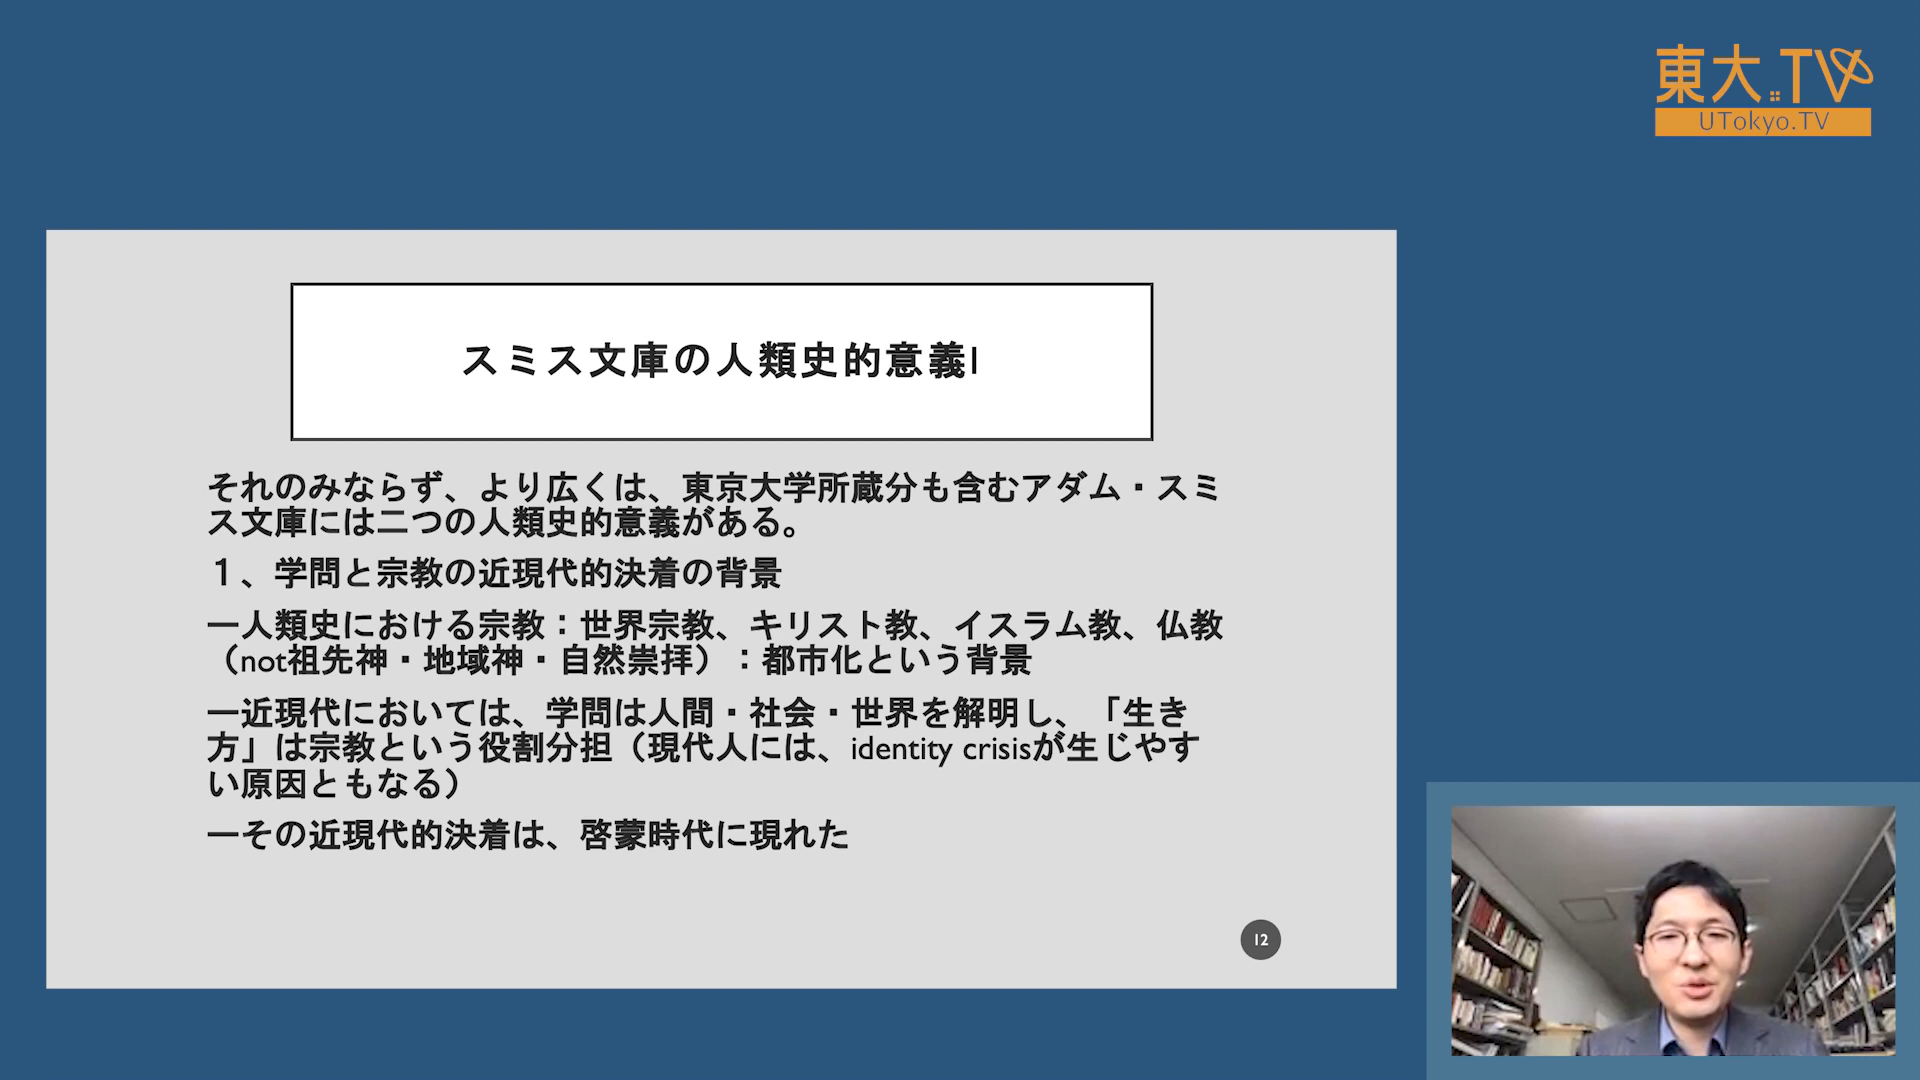 東大.TV
UTokyo.TV
スミス文庫の人類史的意義I
それのみならず、より広くは、東京大学所蔵分も含むアダム・スミ
ス文庫には二つの人類史的意義がある。
１、学問と宗教の近現代的決着の背景
―人類史における宗教：世界宗教、キリスト教、イスラム教、仏教
（not祖先神・地域神・自然崇拝）：都市化という背景
―近現代においては、学問は人間・社会・世界を解明し、「生き
方」は宗教という役割分担（現代人には、identity crisisが生じやす
い原因ともなる）
―その近現代的決着は、啓蒙時代に現れた
12